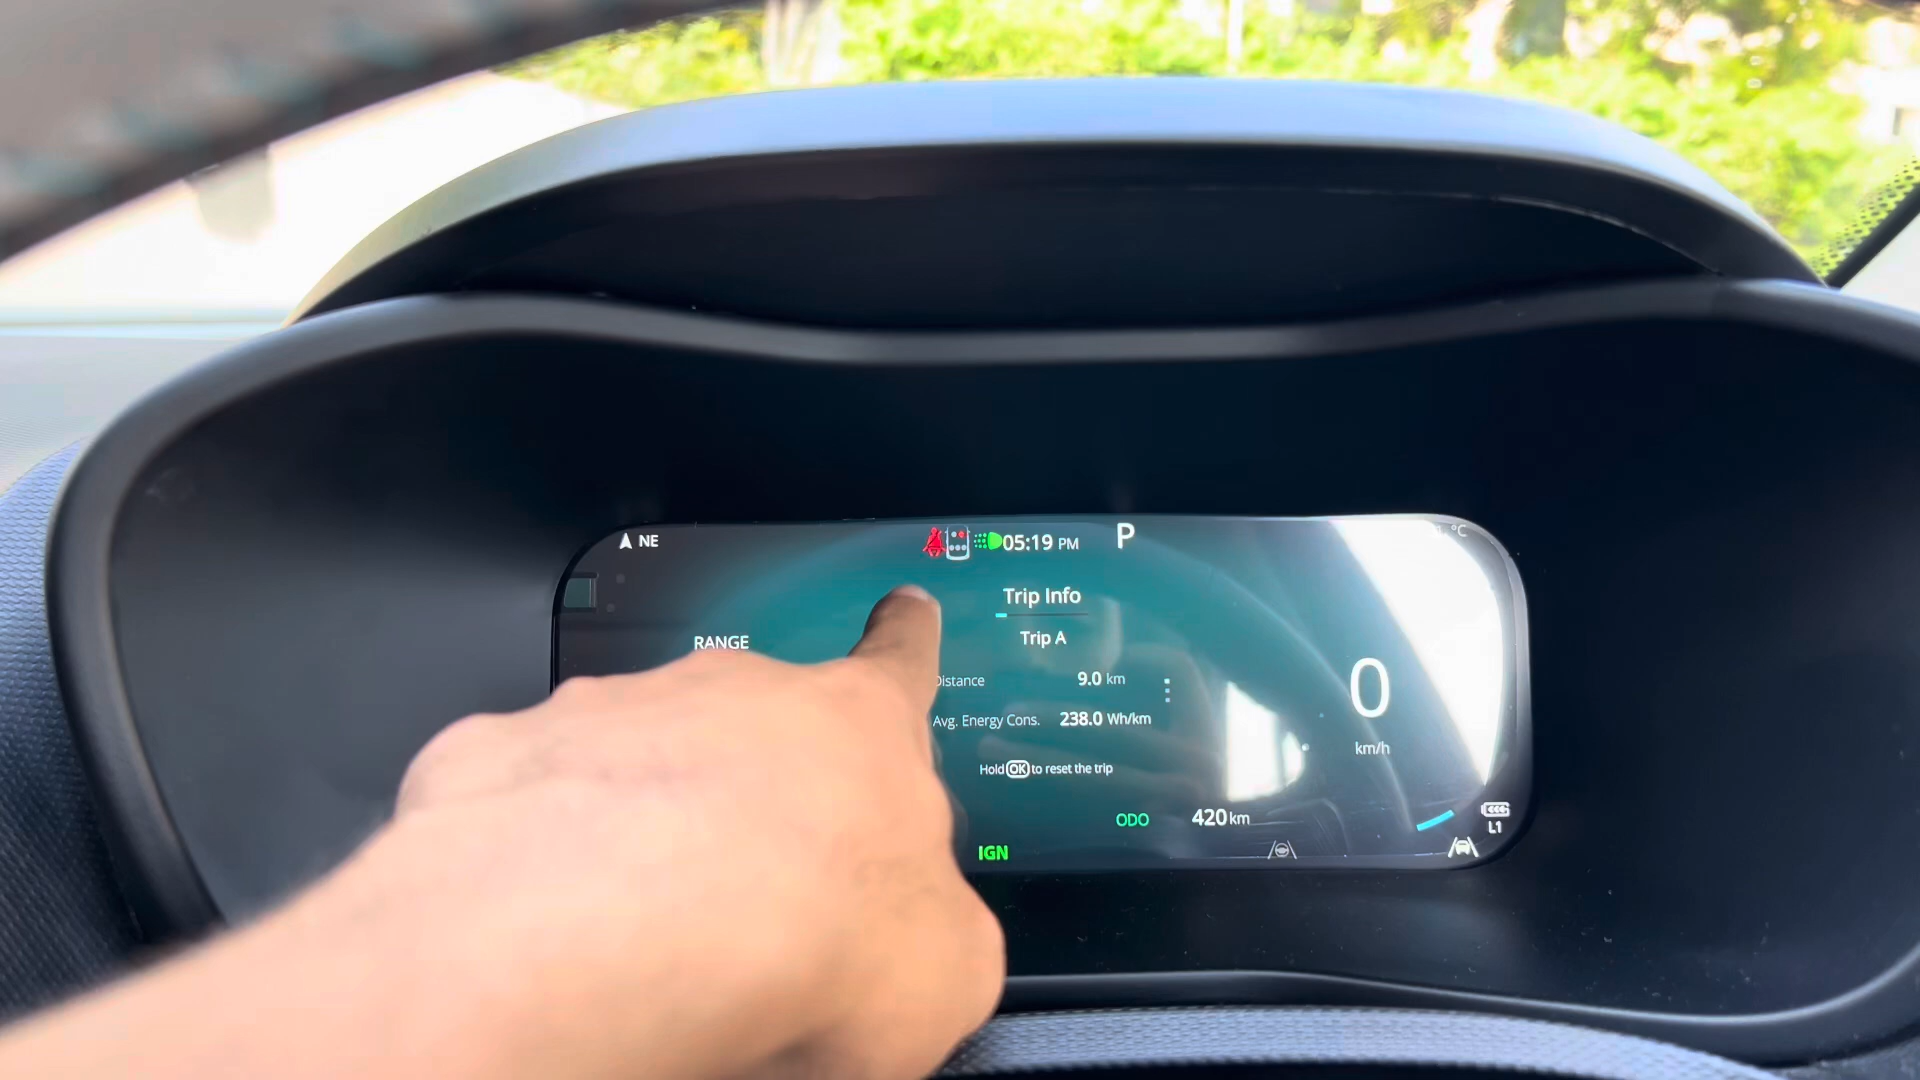 NE
05:19 PM
P
°C
Trip Info
Trip A
RANGE
Distance 9.0 km
Avg. Energy Cons. 238.0 Wh/km
0
km/h
Hold OK to reset the trip
ODO 420 km
L1
IGN